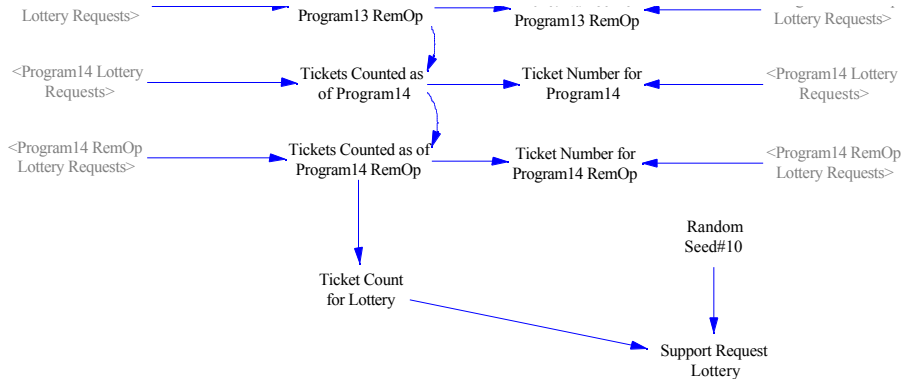 Lottery Requests>
Program13 RemOp
Program13 RemOp
Lottery Requests>
<Program14 Lottery
Requests>
Tickets Counted as
of Program14
Ticket Number for
Program14
<Program14 Lottery
Requests>
<Program14 RemOp
Lottery Requests>
Tickets Counted as of
Program14 RemOp
Ticket Number for
Program14 RemOp
<Program14 RemOp
Lottery Requests>
Random
Seed#10
Ticket Count
for Lottery
Support Request
Lottery